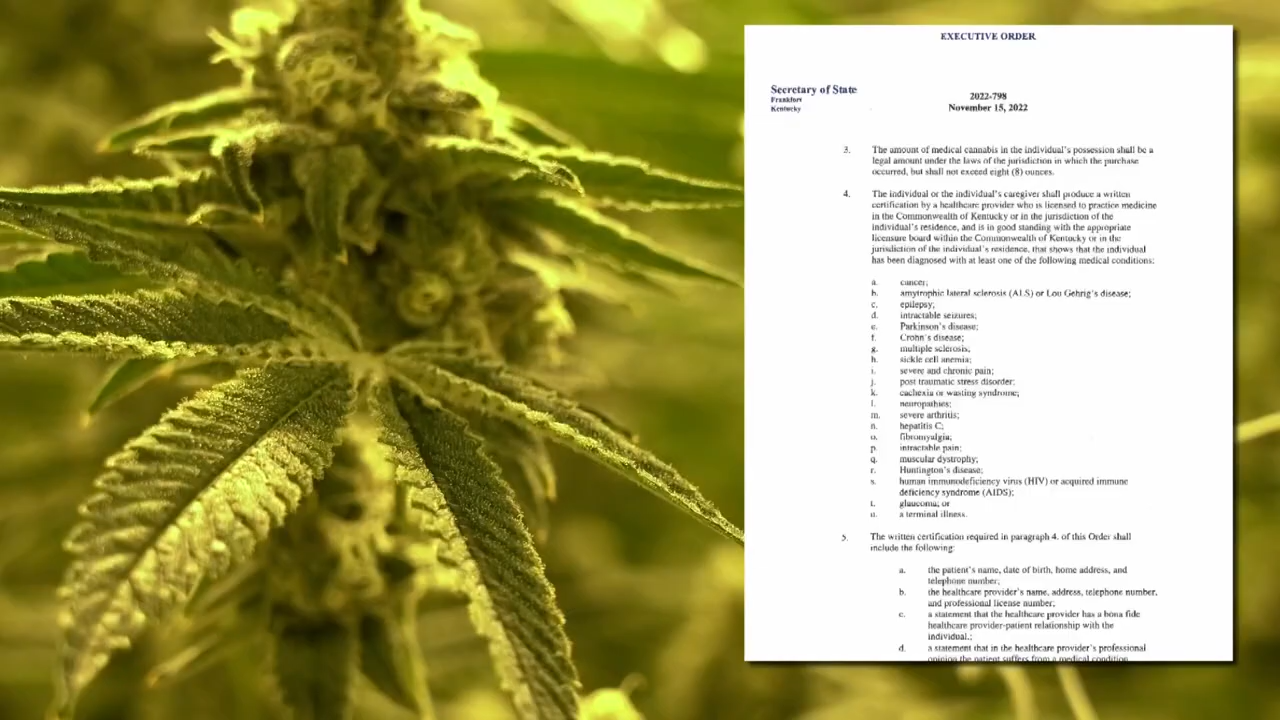 EXECUTIVE ORDER
Secretary of State
Frankfort
Kentucky
2022-798
November 15, 2022
3. The amount of medical cannabis in the individual's possession shall be a
legal amount under the laws of the jurisdiction in which the purchase
occurred, but shall not exceed eight (8) ounces.
4. The individual or the individual's caregiver shall produce a written
certification by a healthcare provider who is licensed to practice medicine
in the Commonwealth of Kentucky or in the jurisdiction of the
individual's residence, and is in good standing with the appropriate
licensure board within the Commonwealth of Kentucky or in the
jurisdiction of the individual's residence, that shows that the individual
has been diagnosed with at least one of the following medical conditions:
a. cancer;
b. amytrophic lateral sclerosis (ALS) or Lou Gehrig's disease;
c. epilepsy;
d. intractable seizures;
e. Parkinson's disease;
f. Crohn's disease;
g. multiple sclerosis;
h. sickle cell anemia;
i. severe and chronic pain;
j. post traumatic stress disorder;
k. cachexia or wasting syndrome;
l. neuropathies;
m. severe arthritis;
n. hepatitis C;
o. fibromyalgia;
p. intractable pain;
q. muscular dystrophy;
r. Huntington's disease;
s. human immunodeficiency virus (HIV) or acquired immune
deficiency syndrome (AIDS);
t. glaucoma; or
u. a terminal illness.
5. The written certification required in paragraph 4. of this Order shall
include the following:
a. the patient's name, date of birth, home address, and
telephone number;
b. the healthcare provider's name, address, telephone number,
and professional license number;
c. a statement that the healthcare provider has a bona fide
healthcare provider-patient relationship with the
individual.;
d. a statement that in the healthcare provider's professional
opinion the patient suffers from a medical condition